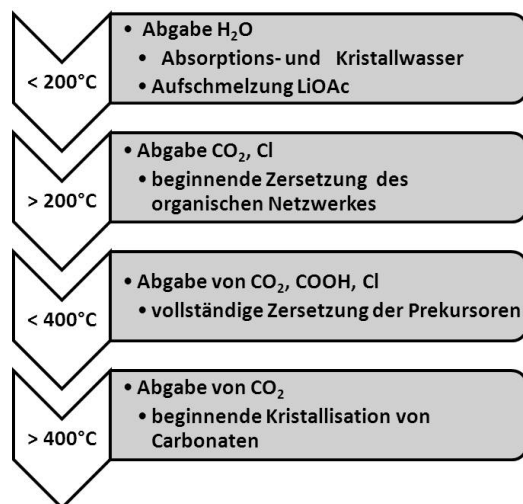 < 200°C
• Abgabe H₂O
• Absorptions- und Kristallwasser
• Aufschmelzung LiOAc
> 200°C
• Abgabe CO₂, Cl
• beginnende Zersetzung des
organischen Netzwerkes
< 400°C
• Abgabe von CO₂, COOH, Cl
• vollständige Zersetzung der Prekursoren
> 400°C
• Abgabe von CO₂
• beginnende Kristallisation von
Carbonaten